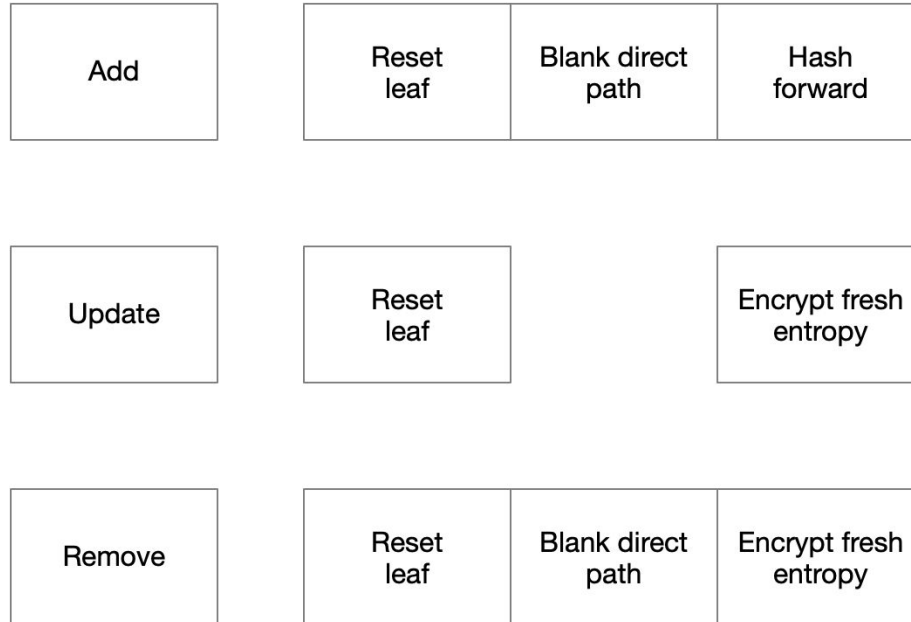 Add
Reset
leaf
Blank direct
path
Hash
forward
Update
Reset
leaf
Encrypt fresh
entropy
Remove
Reset
leaf
Blank direct
path
Encrypt fresh
entropy